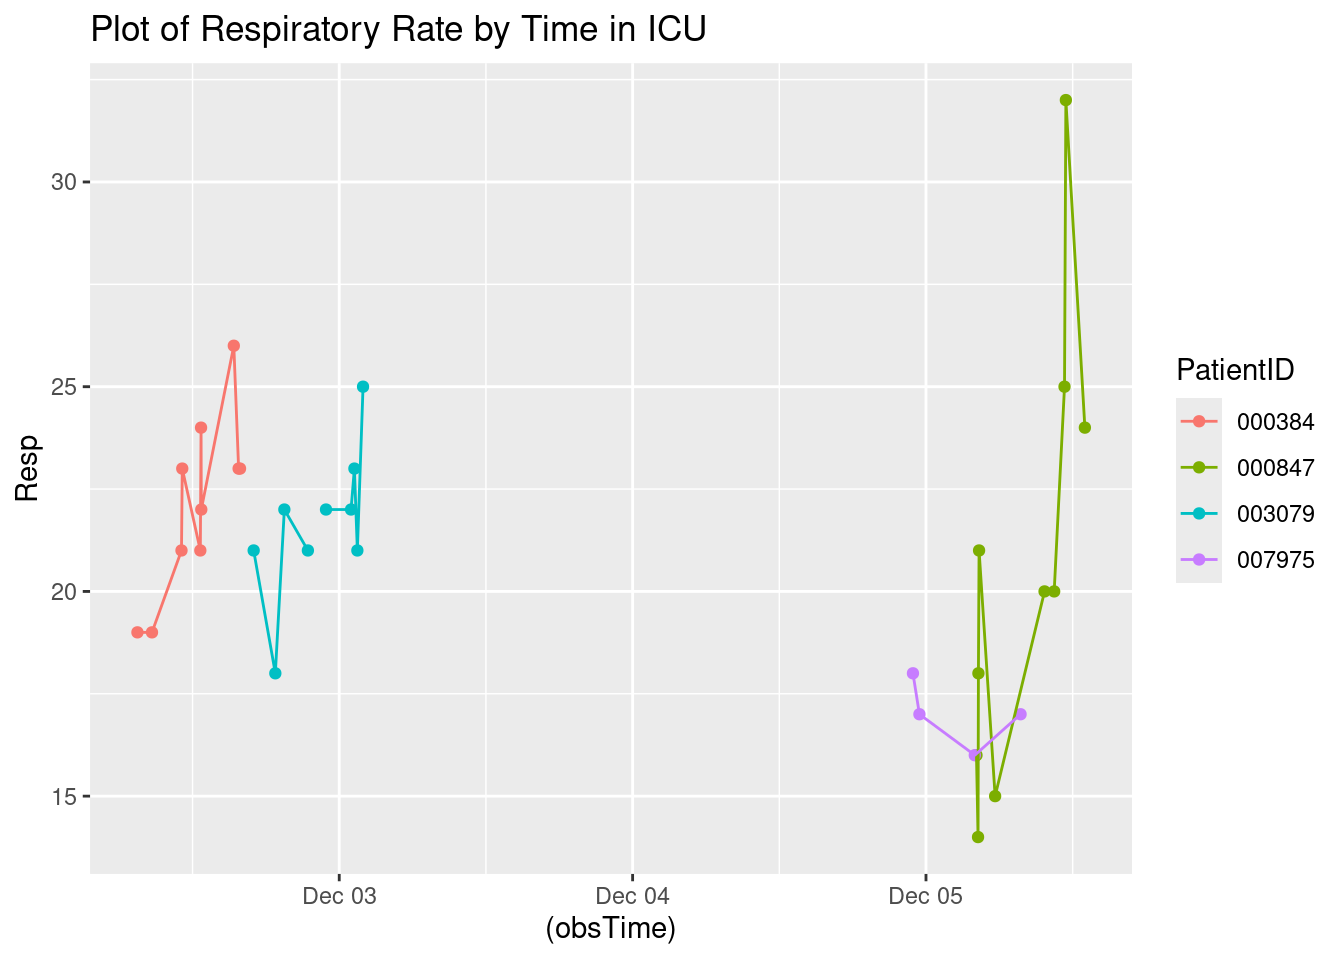 Plot of Respiratory Rate by Time in ICU
Resp
30
25
20
15
Dec 03
Dec 04
Dec 05
(obsTime)
PatientID
000384
000847
003079
007975